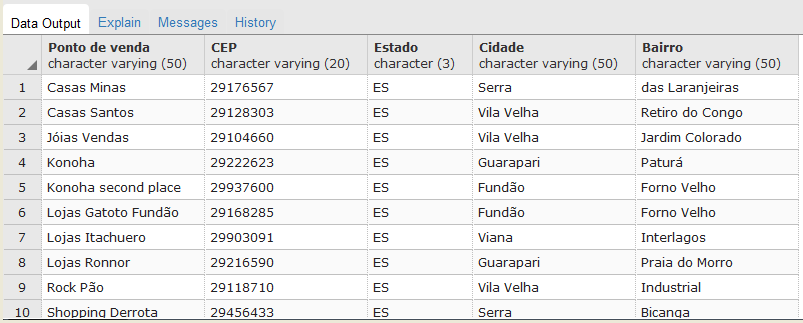 Data Output Explain Messages History
Ponto de venda CEP Estado Cidade Bairro
character varying (50) character varying (20) character (3) character varying (50) character varying (50)
1 Casas Minas 29176567 ES Serra das Laranjeiras
2 Casas Santos 29128303 ES Vila Velha Retiro do Congo
3 Jóias Vendas 29104660 ES Vila Velha Jardim Colorado
4 Konoha 29222623 ES Guarapari Paturá
5 Konoha second place 29937600 ES Fundão Forno Velho
6 Lojas Gatoto Fundão 29168285 ES Fundão Forno Velho
7 Lojas Itachuero 29903091 ES Viana Interlagos
8 Lojas Ronnor 29216590 ES Guarapari Praia do Morro
9 Rock Pão 29118710 ES Vila Velha Industrial
10 Shopping Derrota 29456433 ES Serra Bicanga